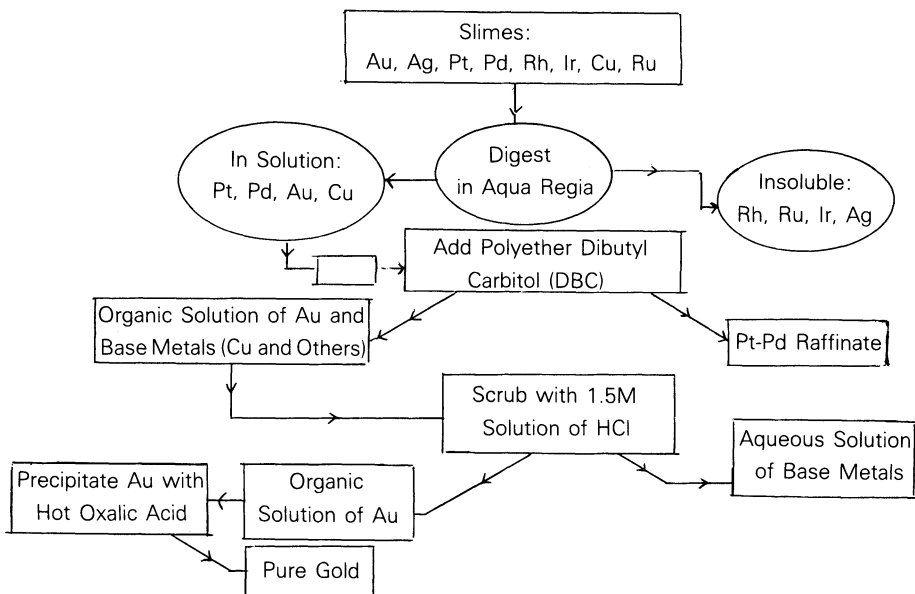 Slimes:
Au, Ag, Pt, Pd, Rh, Ir, Cu, Ru
In Solution:
Pt, Pd, Au, Cu
Digest
in Aqua Regia
Insoluble:
Rh, Ru, Ir, Ag
Add Polyether Dibutyl
Carbitol (DBC)
Organic Solution of Au and
Base Metals (Cu and Others)
Pt-Pd Raffinate
Scrub with 1.5M
Solution of HCl
Aqueous Solution
of Base Metals
Precipitate Au with
Hot Oxalic Acid
Organic
Solution of Au
Pure Gold